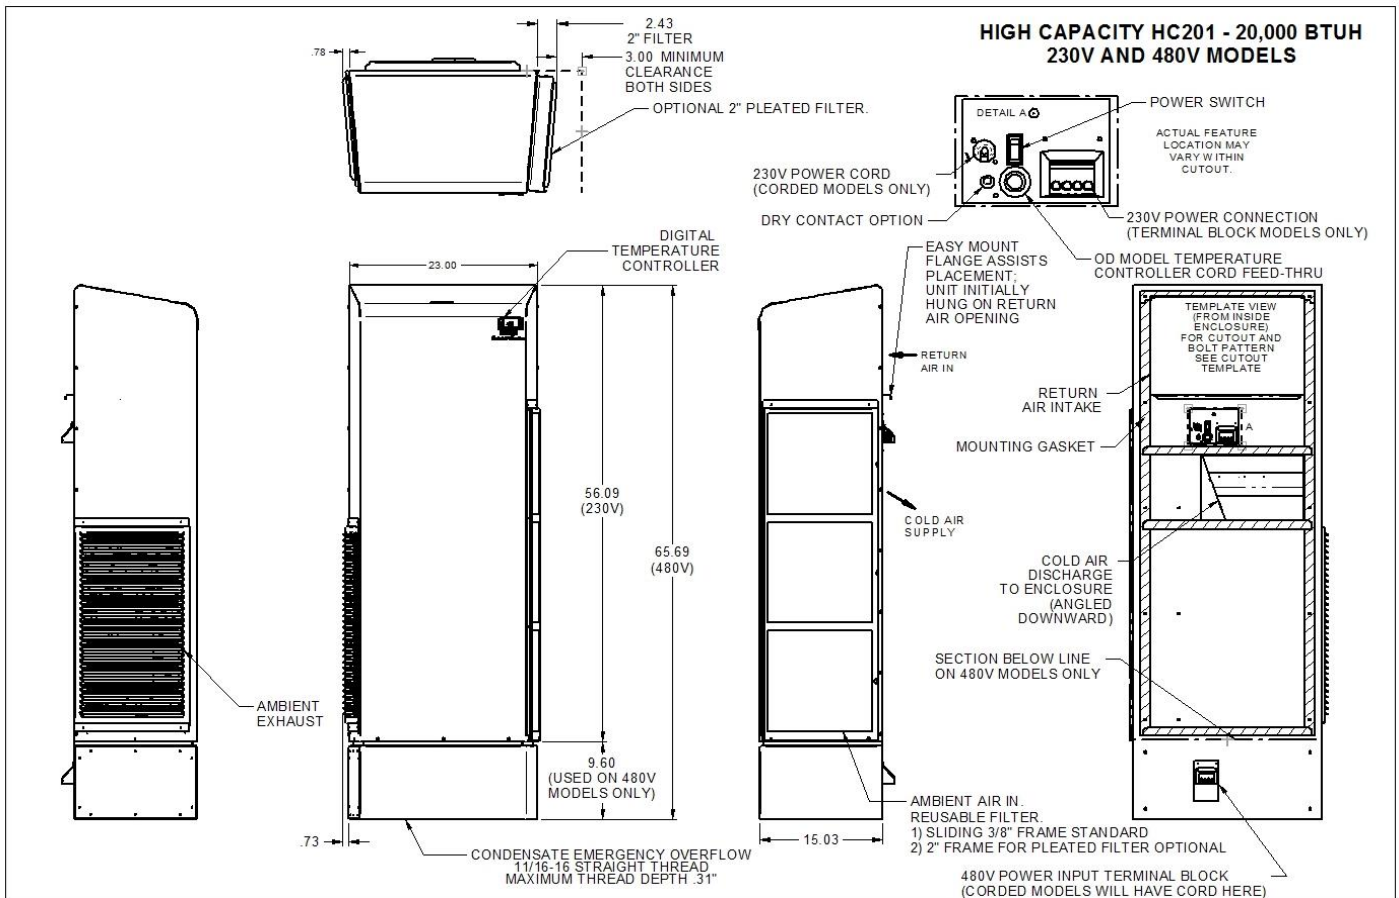 HIGH CAPACITY HC201 - 20,000 BTUH
230V AND 480V MODELS
.78
2.43
2" FILTER
3.00 MINIMUM
CLEARANCE
BOTH SIDES
OPTIONAL 2" PLEATED FILTER.
DETAIL A
POWER SWITCH
ACTUAL FEATURE
LOCATION MAY
VARY WITHIN
CUTOUT.
230V POWER CORD
(CORDED MODELS ONLY)
DRY CONTACT OPTION
230V POWER CONNECTION
(TERMINAL BLOCK MODELS ONLY)
OD MODEL TEMPERATURE
CONTROLLER CORD FEED-THRU
DIGITAL
TEMPERATURE
CONTROLLER
23.00
EASY MOUNT
FLANGE ASSISTS
PLACEMENT;
UNIT INITIALLY
HUNG ON RETURN
AIR OPENING
RETURN
AIR IN
TEMPLATE VIEW
(FROM INSIDE
ENCLOSURE)
FOR CUTOUT AND
BOLT PATTERN
SEE CUTOUT
TEMPLATE
RETURN
AIR INTAKE
A
MOUNTING GASKET
56.09
(230V)
65.69
(480V)
COLD AIR
SUPPLY
COLD AIR
DISCHARGE
TO ENCLOSURE
(ANGLED
DOWNWARD)
SECTION BELOW LINE
ON 480V MODELS ONLY
AMBIENT
EXHAUST
9.60
(USED ON 480V
MODELS ONLY)
.73
15.03
CONDENSATE EMERGENCY OVERFLOW
11/16-16 STRAIGHT THREAD
MAXIMUM THREAD DEPTH .31"
AMBIENT AIR IN.
REUSABLE FILTER.
1) SLIDING 3/8" FRAME STANDARD
2) 2" FRAME FOR PLEATED FILTER OPTIONAL
480V POWER INPUT TERMINAL BLOCK
(CORDED MODELS WILL HAVE CORD HERE)